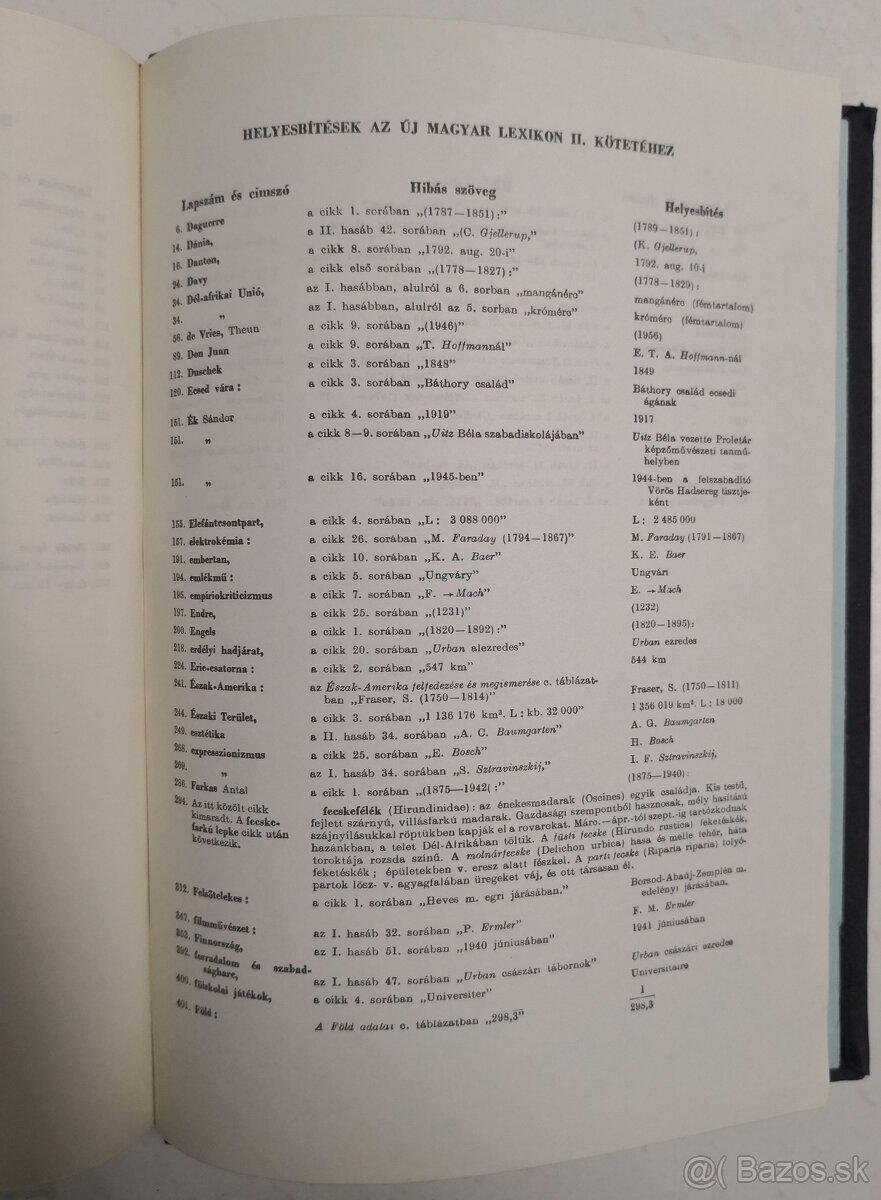 HELYESBÍTÉSEK AZ ÚJ MAGYAR LEXIKON II. KÖTETÉHEZ
Lapszám és címszó Hibás szöveg Helyesbítés
6. Daguerre a cikk 1. sorában „(1787—1851):” (1789—1851):
14. Dánia, a II. hasáb 42. sorában „(C. Gjellerup,” (K. Gjellerup,
16. Danton, a cikk 8. sorában „1792. aug. 20-i” 1792. aug. 10-i
24. Davy a cikk első sorában „(1778—1827):” (1778—1829):
34. Dél-afrikai Unió, az I. hasábban, alulról a 6. sorban „mangánérc” mangánérc (fémtartalom)
34. „ az I. hasábban, alulról az 5. sorban „krómérc” krómérc (fémtartalom)
56. de Vries, Theun a cikk 9. sorában „(1946)” (1956)
89. Don Juan a cikk 9. sorában „T. Hoffmannál” E. T. A. Hoffmann-nál
112. Duschek a cikk 3. sorában „1848” 1849
120. Ecsed vára: a cikk 3. sorában „Báthory család” Báthory család ecsedi
ágának
151. Ék Sándor a cikk 4. sorában „1919” 1917
151. „ a cikk 8—9. sorában „Uitz Béla szabadiskolájában” Uitz Béla vezette Proletár
képzőművészeti tanmű-
helyben
151. „ a cikk 16. sorában „1945-ben” 1944-ben a felszabadító
Vörös Hadsereg tisztje-
ként
155. Elefántcsontpart, a cikk 4. sorában „L: 3 088 000” L: 2 485 000
157. elektrokémia: a cikk 26. sorában „M. Faraday (1794—1867)” M. Faraday (1791—1867)
191. embertan, a cikk 10. sorában „K. A. Baer” K. E. Baer
194. emlékmű: a cikk 5. sorában „Ungváry” Ungvári
195. empiriokriticizmus a cikk 7. sorában „F. → Mach” E. → Mach
197. Endre, a cikk 25. sorában „(1231)” (1232)
200. Engels a cikk 1. sorában „(1820—1892):” (1820—1895):
218. erdélyi hadjárat, a cikk 20. sorában „Urban alezredes” Urban ezredes
224. Erie-csatorna: a cikk 2. sorában „547 km” 544 km
241. Észak-Amerika: az Észak-Amerika felfedezése és megismerése c. táblázat-
ban „Fraser, S. (1750—1814)” Fraser, S. (1750—1811)
244. Északi Terület, a cikk 3. sorában „1 136 176 km². L: kb. 32 000” 1 356 019 km². L: 18 000
249. esztétika a II. hasáb 34. sorában „A. C. Baumgarten” A. G. Baumgarten
268. expresszionizmus a cikk 25. sorában „E. Bosch” H. Bosch
269. „ az I. hasáb 34. sorában „S. Sztravinszkij,” I. F. Sztravinszkij,
286. Farkas Antal a cikk 1. sorában „(1875—1942(:” (1875—1940):
294. Az itt közölt cikk
kimaradt. A fecske-
farkú lepke cikk után
következik.
fecskefélék (Hirundinidae): az énekesmadarak (Oscines) egyik családja. Kis testű,
fejlett szárnyú, villásfarkú madarak. Gazdasági szempontból hasznosak, mély hasítású
szájnyílásukkal röptükben kapják el a rovarokat. Márc.—ápr.-tól szept.-ig tartózkodnak
hazánkban, a telet Dél-Afrikában töltik. A füsti fecske (Hirundo rustica) feketéskék,
toroktája rozsda színű. A molnárfecske (Delichon urbica) hasa és melle fehér, háta
feketéskék; épületekben v. eresz alatt fészkel. A parti fecske (Riparia riparia) folyó-
partok lösz- v. agyagfalában üregeket váj, és ott társasan él.
312. Felsőtelekes: a cikk 1. sorában „Heves m. egri járásában.” Borsod-Abaúj-Zemplén m.
edelényi járásában.
347. filmművészet: az I. hasáb 32. sorában „P. Ermler” F. M. Ermler
353. Finnország, az I. hasáb 51. sorában „1940 júniusában” 1941 júniusában
392. forradalom és szabad-
ságharc, az I. hasáb 47. sorában „Urban császári tábornok” Urban császári ezredes
400. főiskolai játékok, a cikk 4. sorában „Universiter” Universitaire
401. Föld: A Föld adatai c. táblázatban „298,3” 1
298,3
@( Bazos.sk